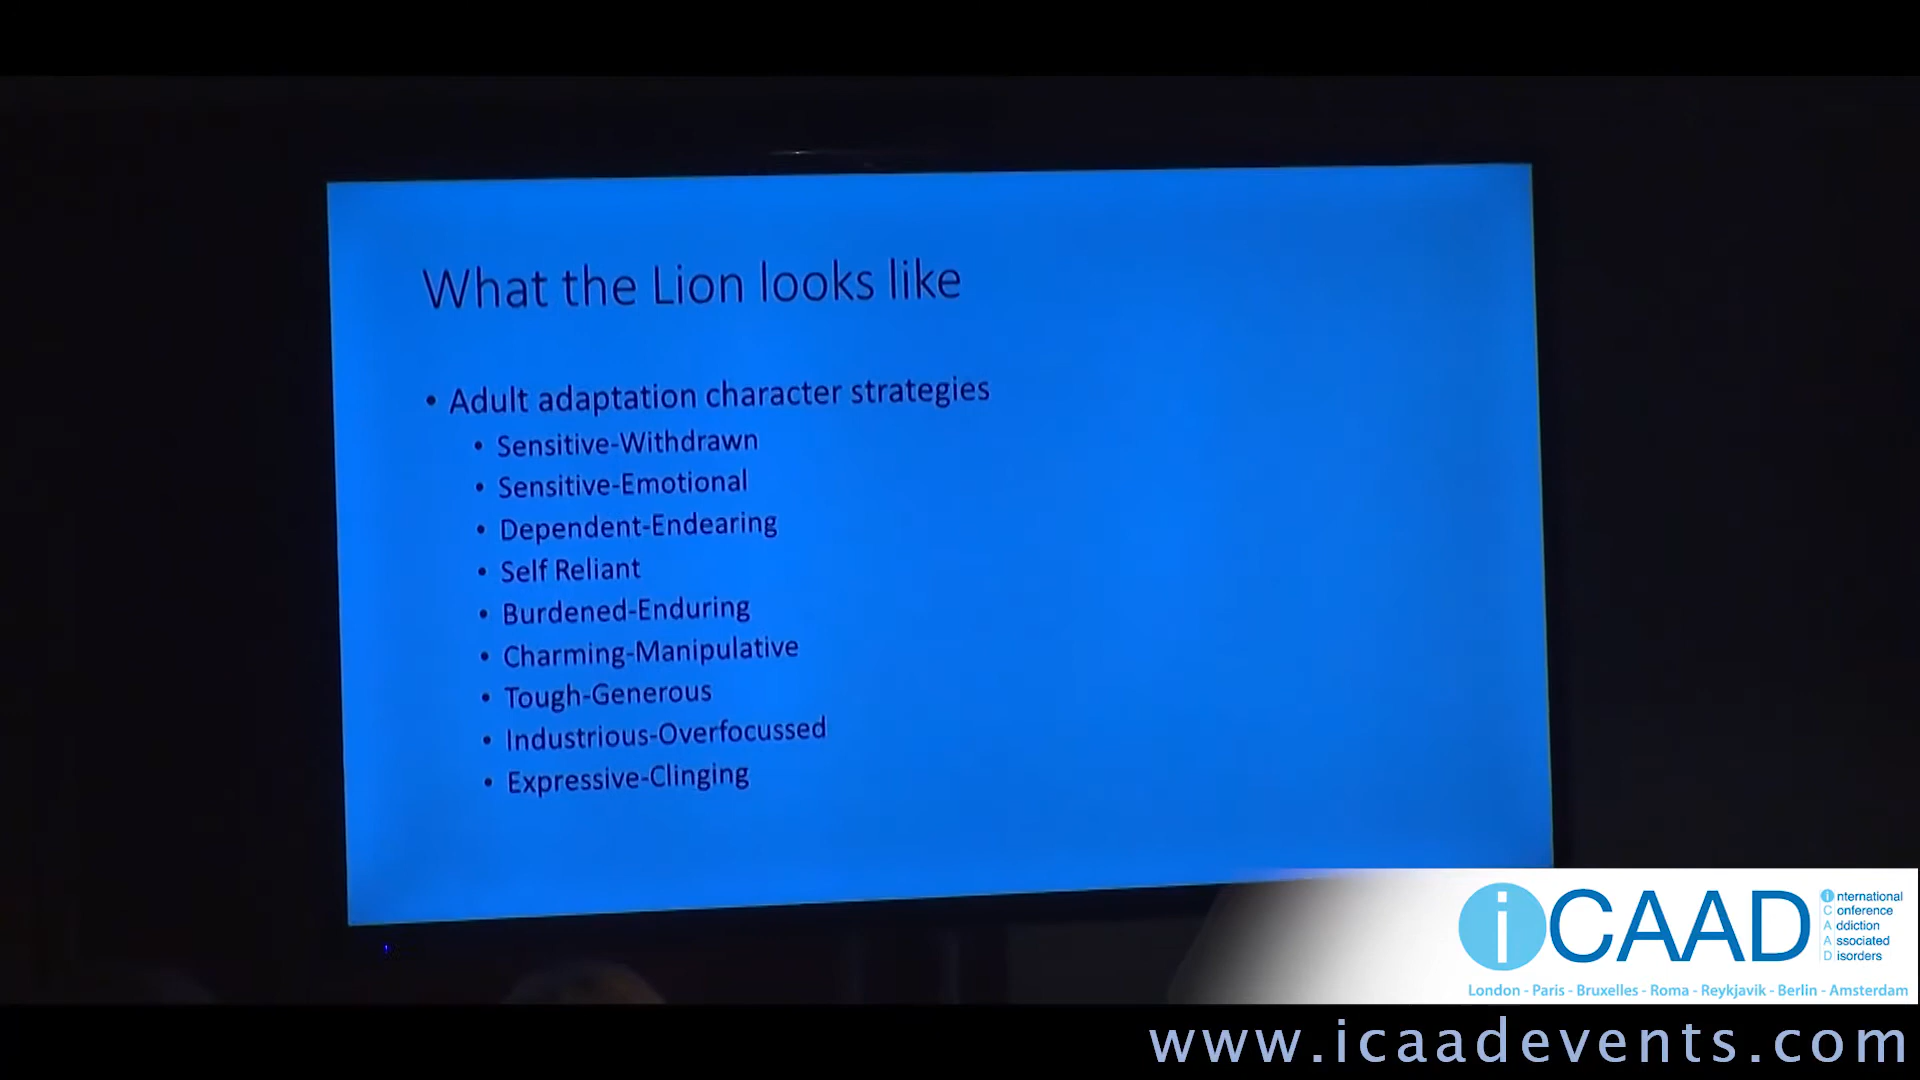 What the Lion looks like
• Adult adaptation character strategies
• Sensitive-Withdrawn
• Sensitive-Emotional
• Dependent-Endearing
• Self Reliant
• Burdened-Enduring
• Charming-Manipulative
• Tough-Generous
• Industrious-Overfocussed
• Expressive-Clinging
iCAAD
international
Conference
Addiction
Associated
Disorders
London - Paris - Bruxelles - Roma - Reykjavik - Berlin - Amsterdam
www.icaadevents.com